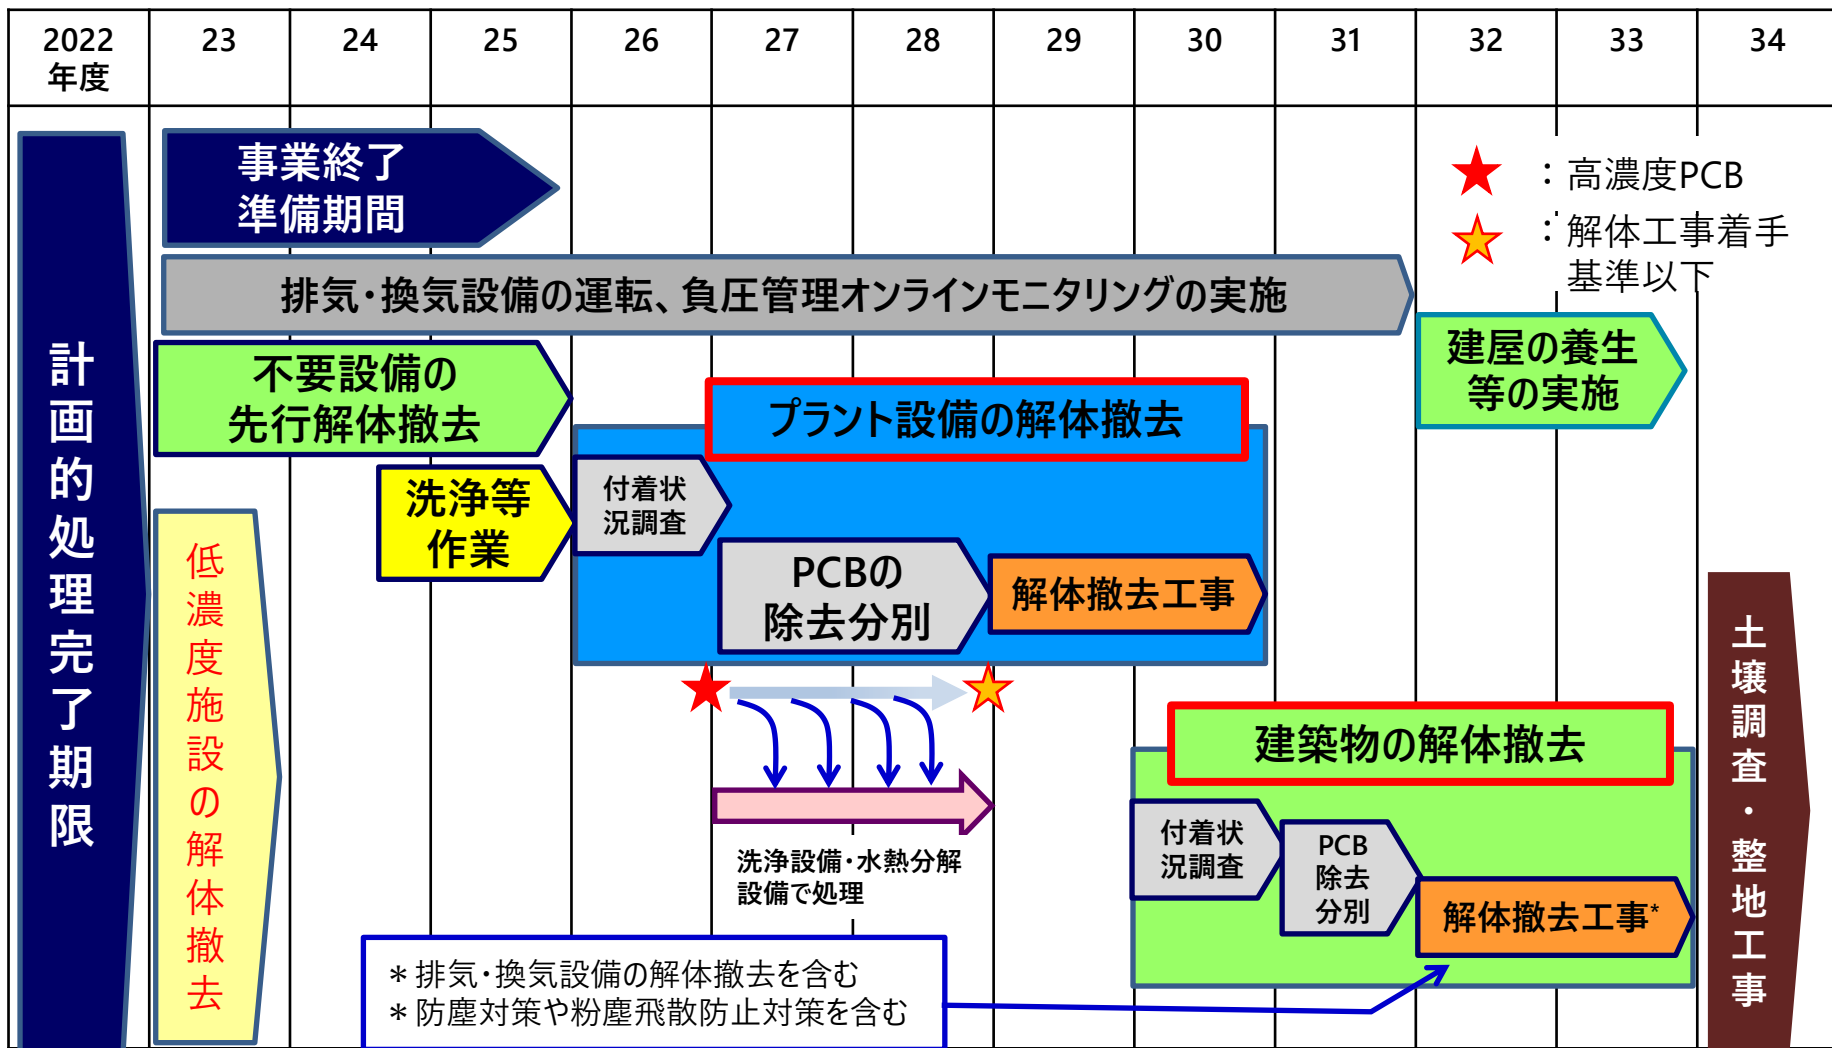 2022
年度
23
24
25
26
27
28
29
30
31
32
33
34
計画的処理完了期限
事業終了
準備期間
★ ：高濃度PCB
★ ：解体工事着手
基準以下
排気・換気設備の運転、負圧管理オンラインモニタリングの実施
不要設備の
先行解体撤去
建屋の養生
等の実施
プラント設備の解体撤去
洗浄等
作業
付着状
況調査
低濃度施設の解体撤去
PCBの
除去分別
解体撤去工事
土壌調査・整地工事
建築物の解体撤去
洗浄設備・水熱分解
設備で処理
付着状
況調査
PCB
除去
分別
解体撤去工事*
＊排気・換気設備の解体撤去を含む
＊防塵対策や粉塵飛散防止対策を含む